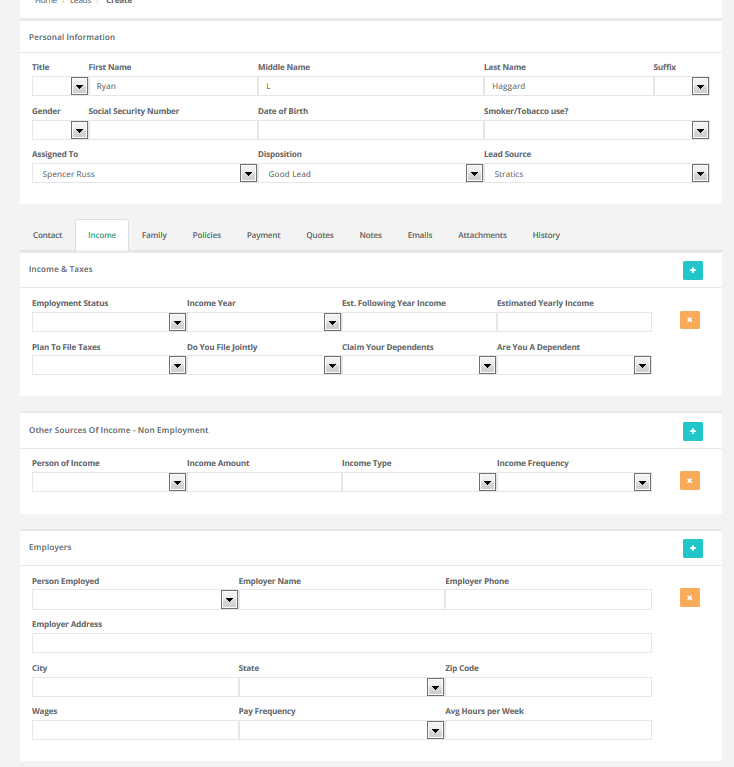 Home / Leads / Create
Personal Information
Title First Name Middle Name Last Name Suffix
Ryan L Haggard
Gender Social Security Number Date of Birth Smoker/Tobacco use?
Assigned To Disposition Lead Source
Spencer Russ Good Lead Stratics
Contact Income Family Policies Payment Quotes Notes Emails Attachments History
Income & Taxes
+
Employment Status Income Year Est. Following Year Income Estimated Yearly Income
×
Plan To File Taxes Do You File Jointly Claim Your Dependents Are You A Dependent
Other Sources Of Income - Non Employment
+
Person of Income Income Amount Income Type Income Frequency
×
Employers
+
Person Employed Employer Name Employer Phone
×
Employer Address
City State Zip Code
Wages Pay Frequency Avg Hours per Week